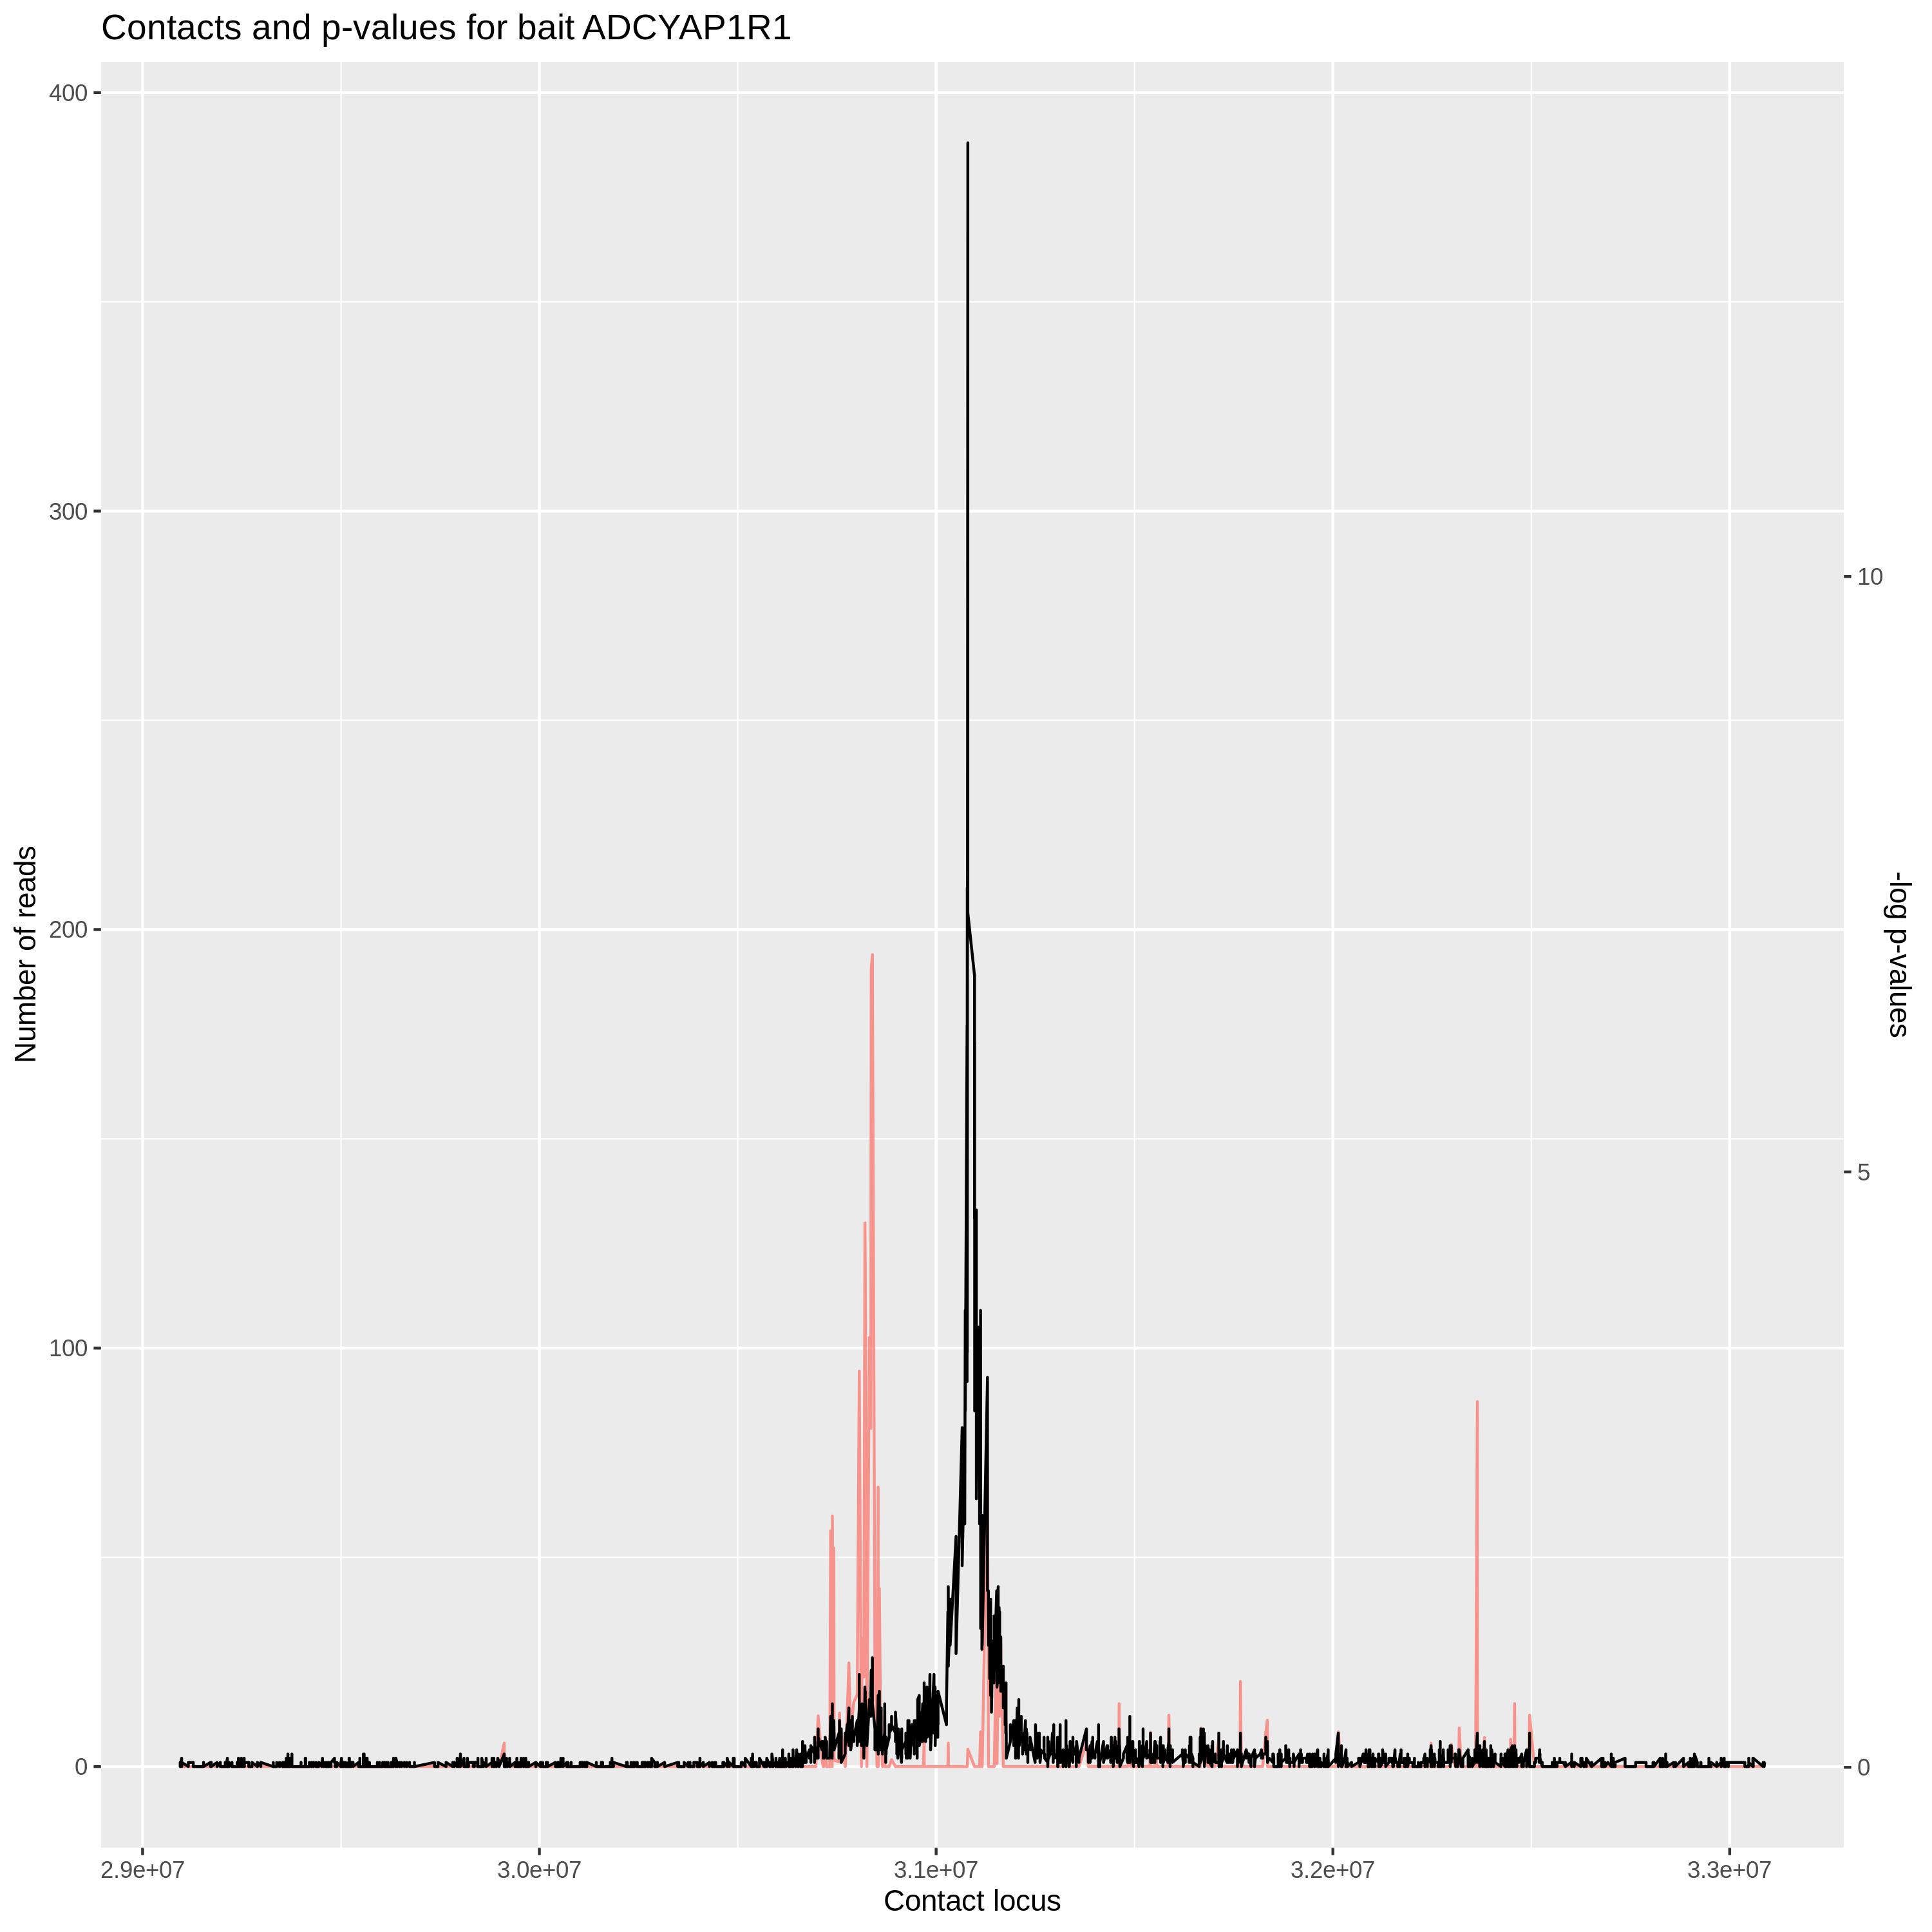 Contacts and p-values for bait ADCYAP1R1
400
300
200
100
0
10
5
0
Number of reads
-log p-values
2.9e+07
3.0e+07
3.1e+07
3.2e+07
3.3e+07
Contact locus